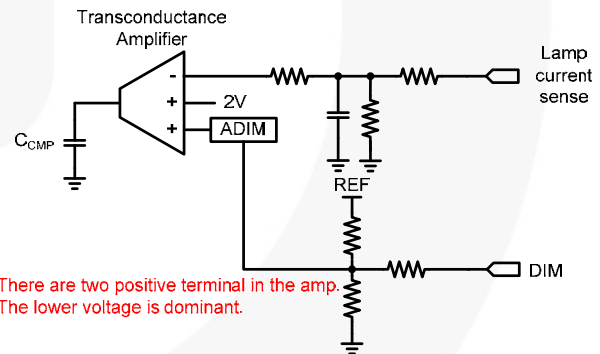 Transconductance
Amplifier
Lamp
current
sense
-
+
2V
+
ADIM
CCMP
REF
DIM
There are two positive terminal in the amp.
The lower voltage is dominant.